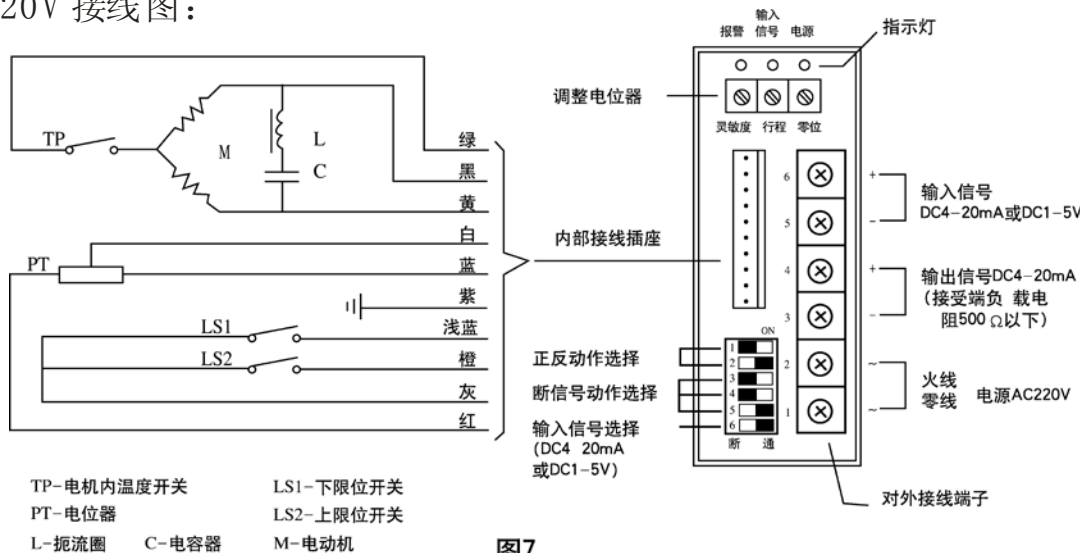 20V 接线图：
输入
报警 信号 电源
指示灯
调整电位器
灵敏度 行程 零位
TP
M
L
C
绿
黑
黄
白
PT
蓝
紫
LS1
浅蓝
LS2
橙
灰
红
内部接线插座
6
+
输入信号
DC4-20mA或DC1-5V
5
-
4
+
输出信号DC4-20mA
（接受端负 载电
阻500 Ω以下）
3
-
ON
1
2
3
4
5
6
断 通
正反动作选择
断信号动作选择
输入信号选择
(DC4 20mA
或DC1-5V)
2
~
火线
零线 电源AC220V
1
~
对外接线端子
TP-电机内温度开关 LS1-下限位开关
PT-电位器 LS2-上限位开关
L-扼流圈 C-电容器 M-电动机
图7